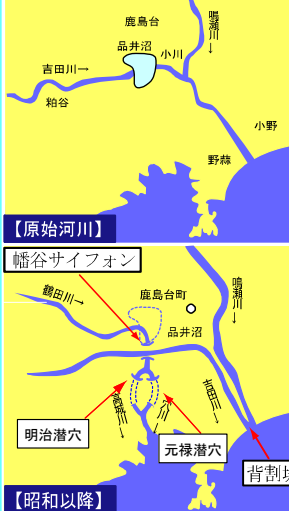 鹿島台
鳴瀬川→
品井沼
小川
吉田川→
粕谷
小野
野蒜
【原始河川】
幡谷サイフォン
鶴田川→
鹿島台町
鳴瀬川→
品井沼
吉田川→
高城川→
明治潜穴
元禄潜穴
背割堤
【昭和以降】